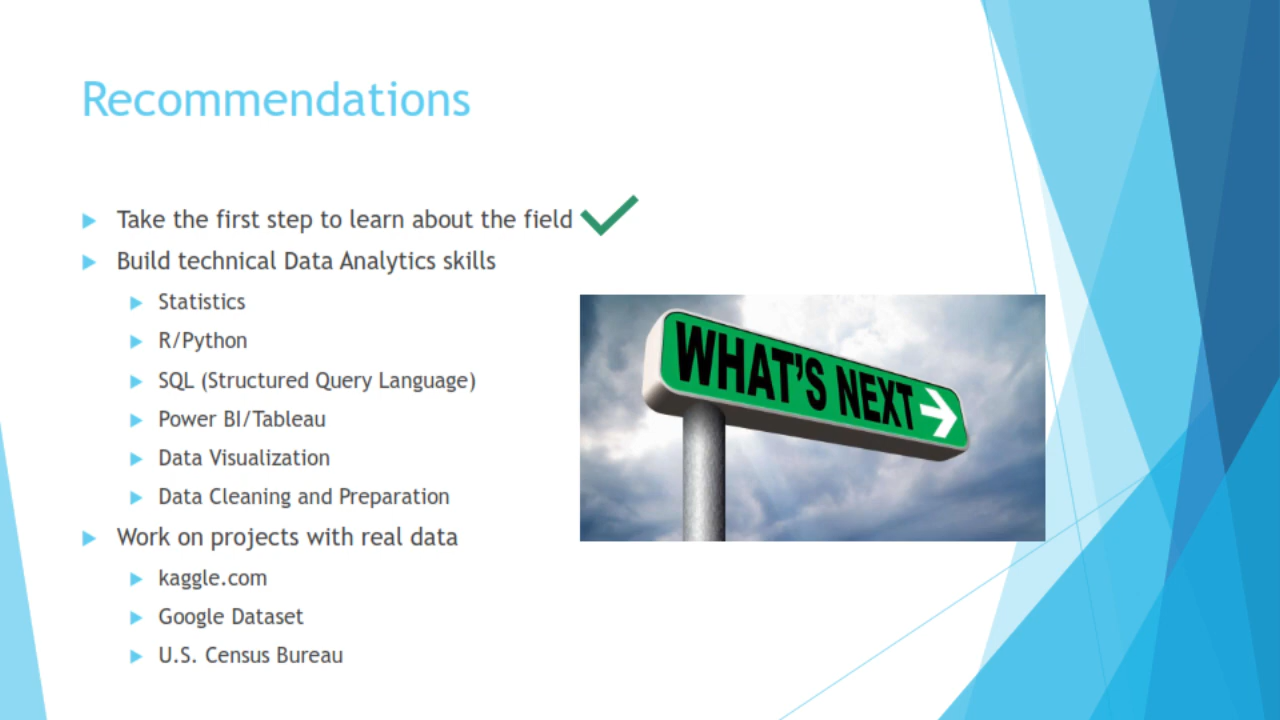 Recommendations
Take the first step to learn about the field
Build technical Data Analytics skills
Statistics
R/Python
SQL (Structured Query Language)
Power BI/Tableau
Data Visualization
Data Cleaning and Preparation
Work on projects with real data
kaggle.com
Google Dataset
U.S. Census Bureau
WHAT'S NEXT